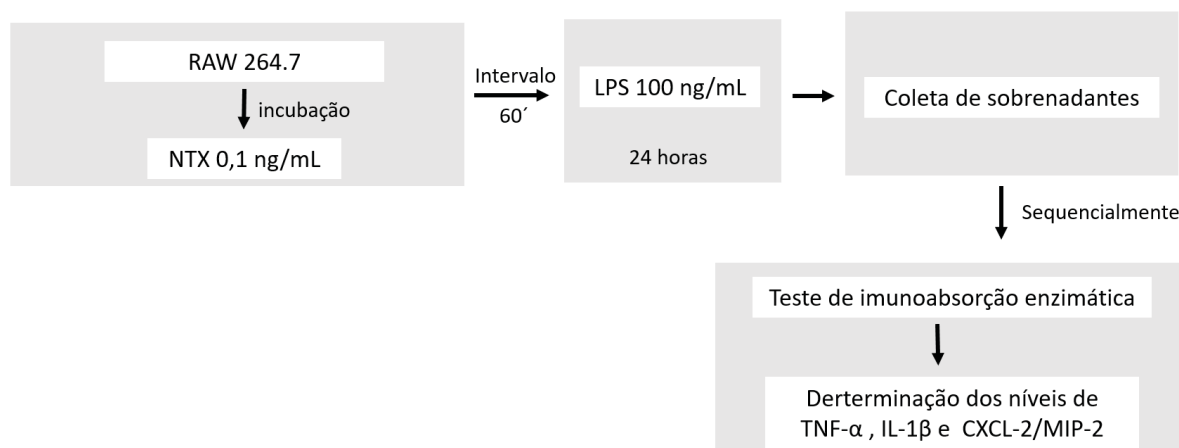 RAW 264.7
incubação
NTX 0,1 ng/mL
Intervalo
60´
LPS 100 ng/mL
24 horas
Coleta de sobrenadantes
Sequencialmente
Teste de imunoabsorção enzimática
Derterminação dos níveis de
TNF-α , IL-1β e CXCL-2/MIP-2